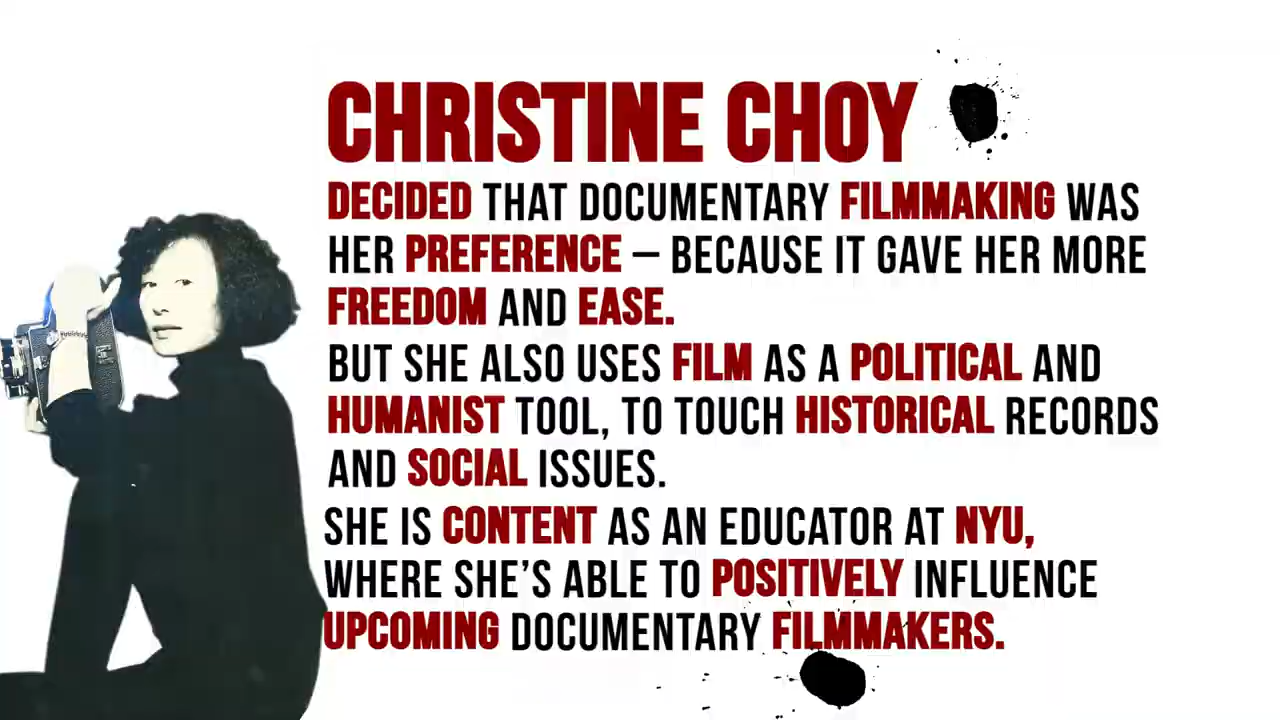 CHRISTINE CHOY
DECIDED THAT DOCUMENTARY FILMMAKING WAS
HER PREFERENCE – BECAUSE IT GAVE HER MORE
FREEDOM AND EASE.
BUT SHE ALSO USES FILM AS A POLITICAL AND
HUMANIST TOOL, TO TOUCH HISTORICAL RECORDS
AND SOCIAL ISSUES.
SHE IS CONTENT AS AN EDUCATOR AT NYU,
WHERE SHE’S ABLE TO POSITIVELY INFLUENCE
UPCOMING DOCUMENTARY FILMMAKERS.